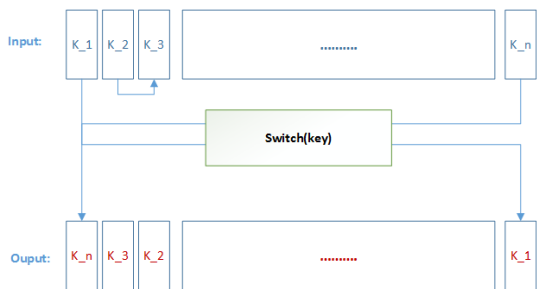 Input: K_1 K_2 K_3 .......... K_n
Switch(key)
Ouput: K_n K_3 K_2 .......... K_1